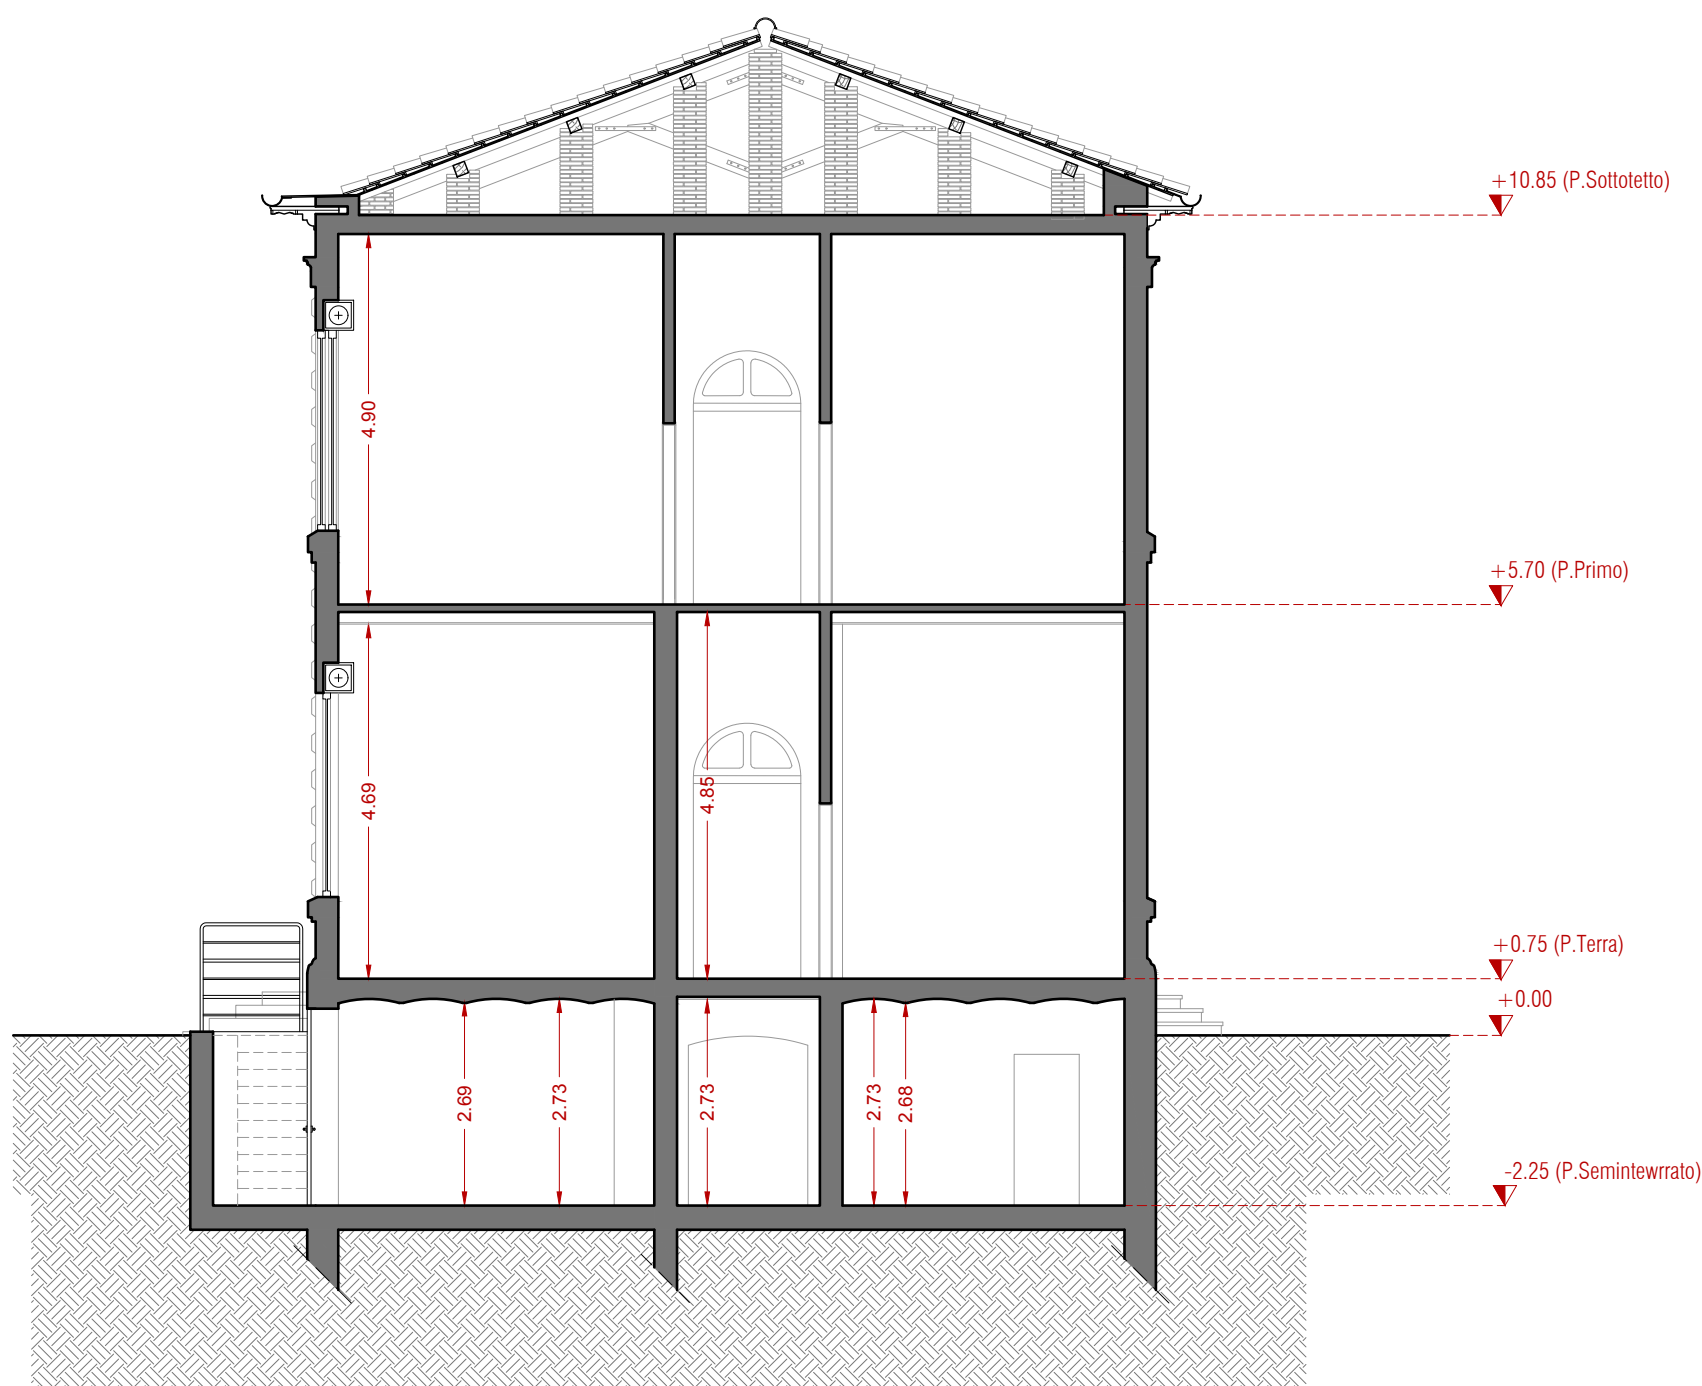 +10.85 (P.Sottotetto)
4.90
+5.70 (P.Primo)
4.69
4.85
+0.75 (P.Terra)
+0.00
2.69
2.73
2.73
2.73
2.68
-2.25 (P.Semintewrrato)